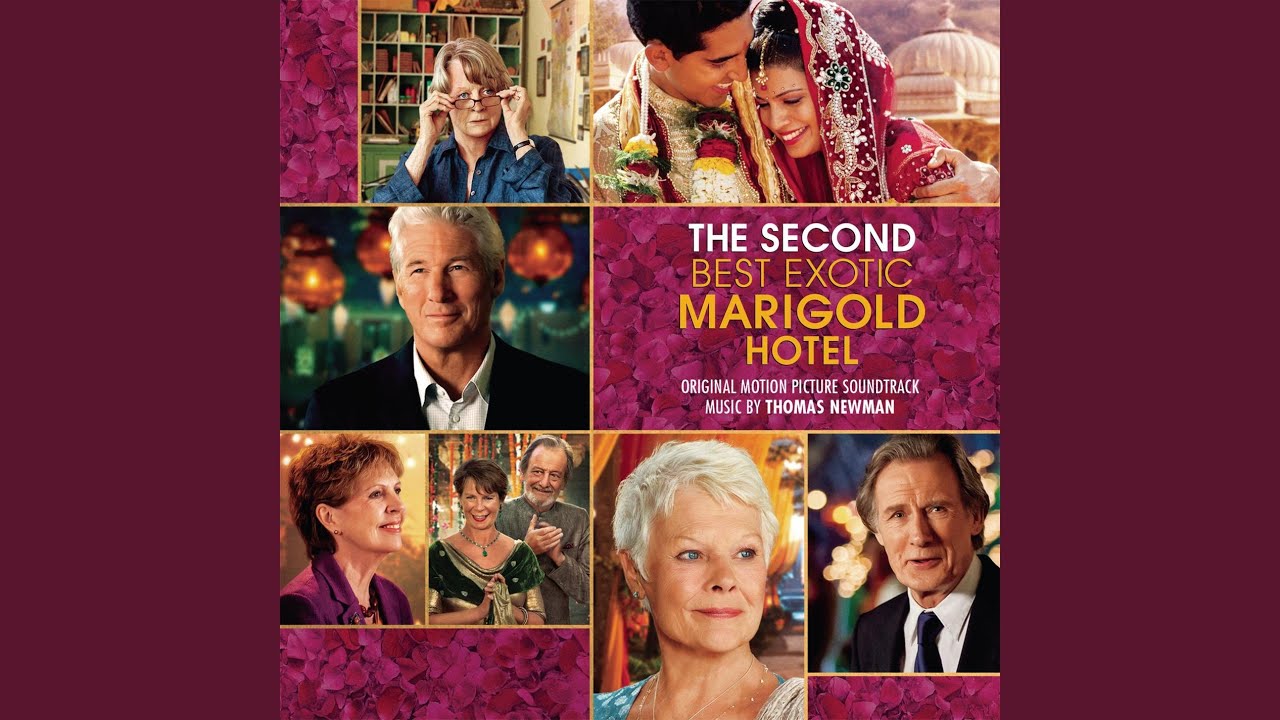 THE SECOND
BEST EXOTIC
MARIGOLD
HOTEL
ORIGINAL MOTION PICTURE SOUNDTRACK
MUSIC BY THOMAS NEWMAN